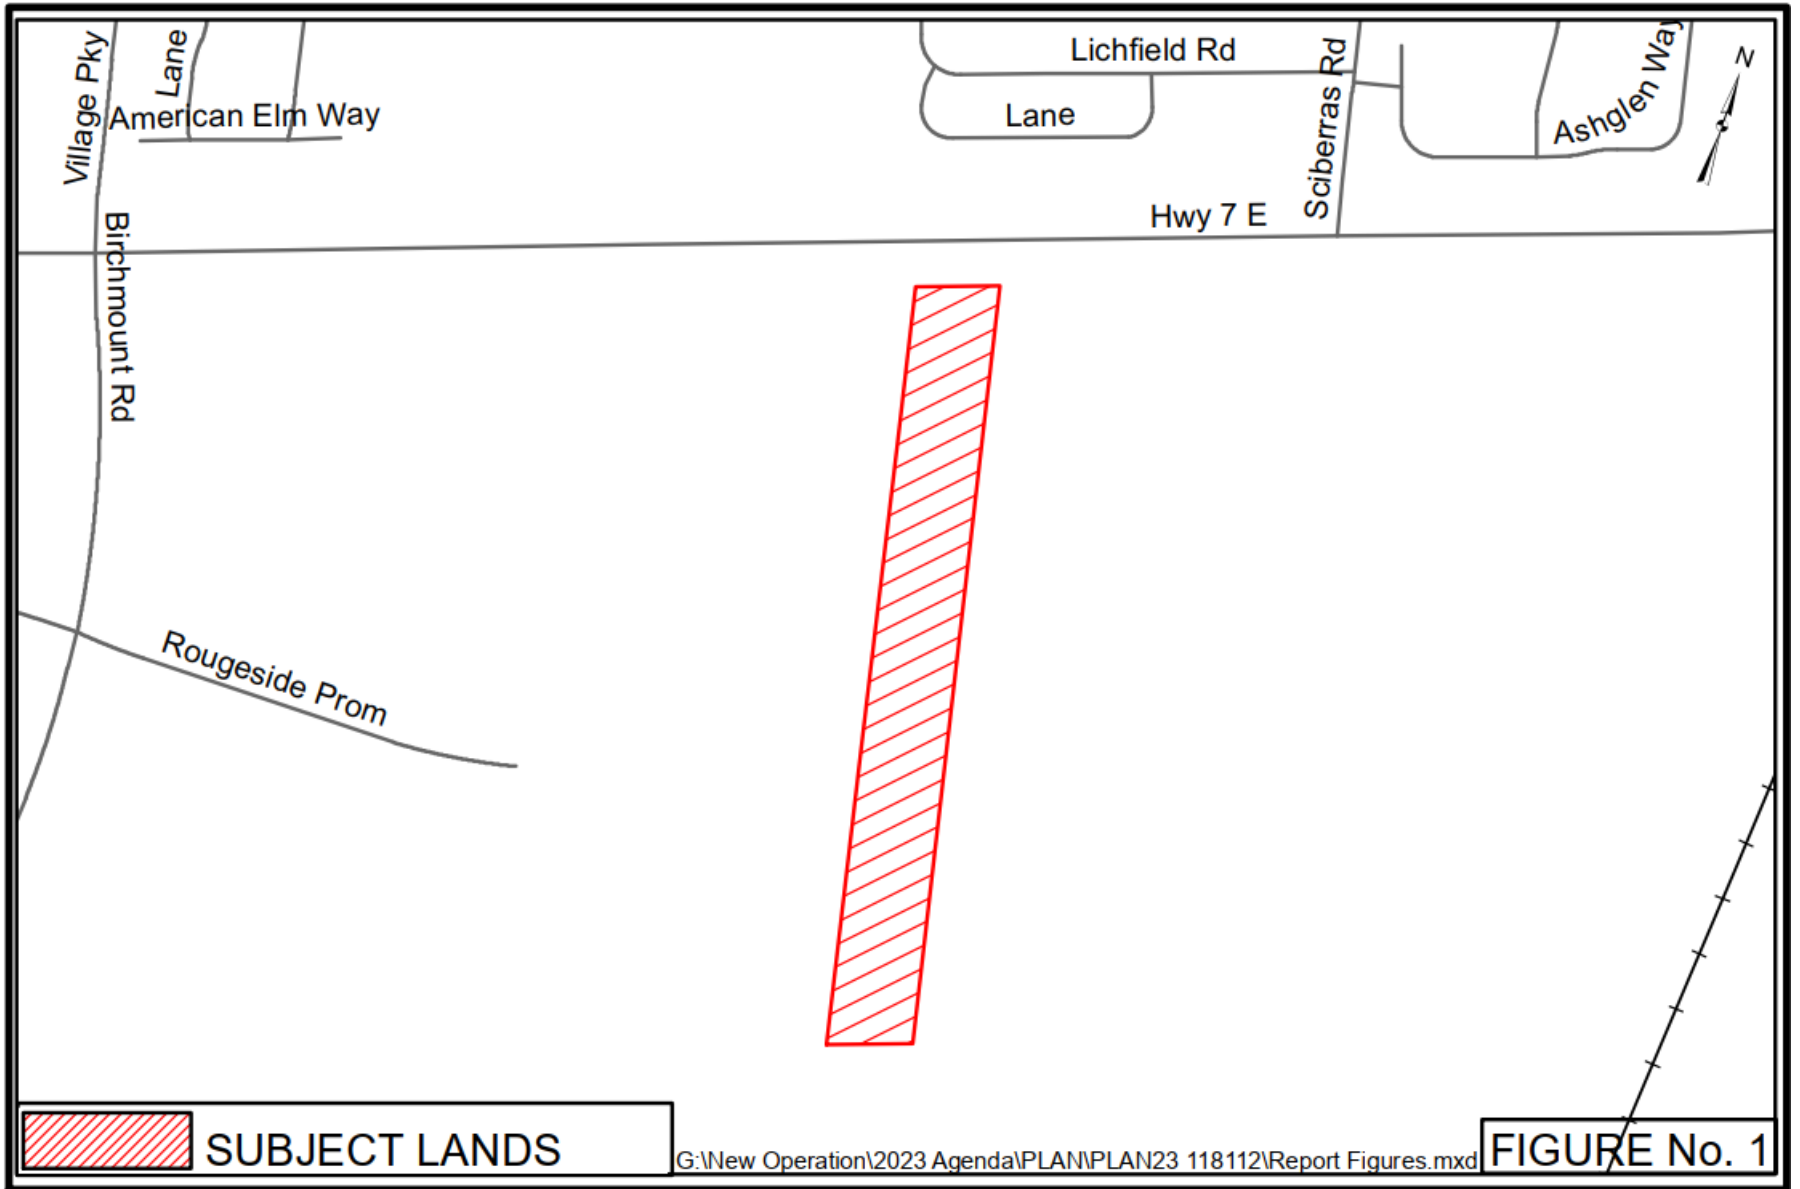 Village Pky
Lane
American Elm Way
Lichfield Rd
Lane
Sciberras Rd
Ashglen Way
N
Hwy 7 E
Birchmount Rd
Rougeside Prom
SUBJECT LANDS
G:\New Operation\2023 Agenda\PLAN\PLAN23 118112\Report Figures.mxd
FIGURE No. 1